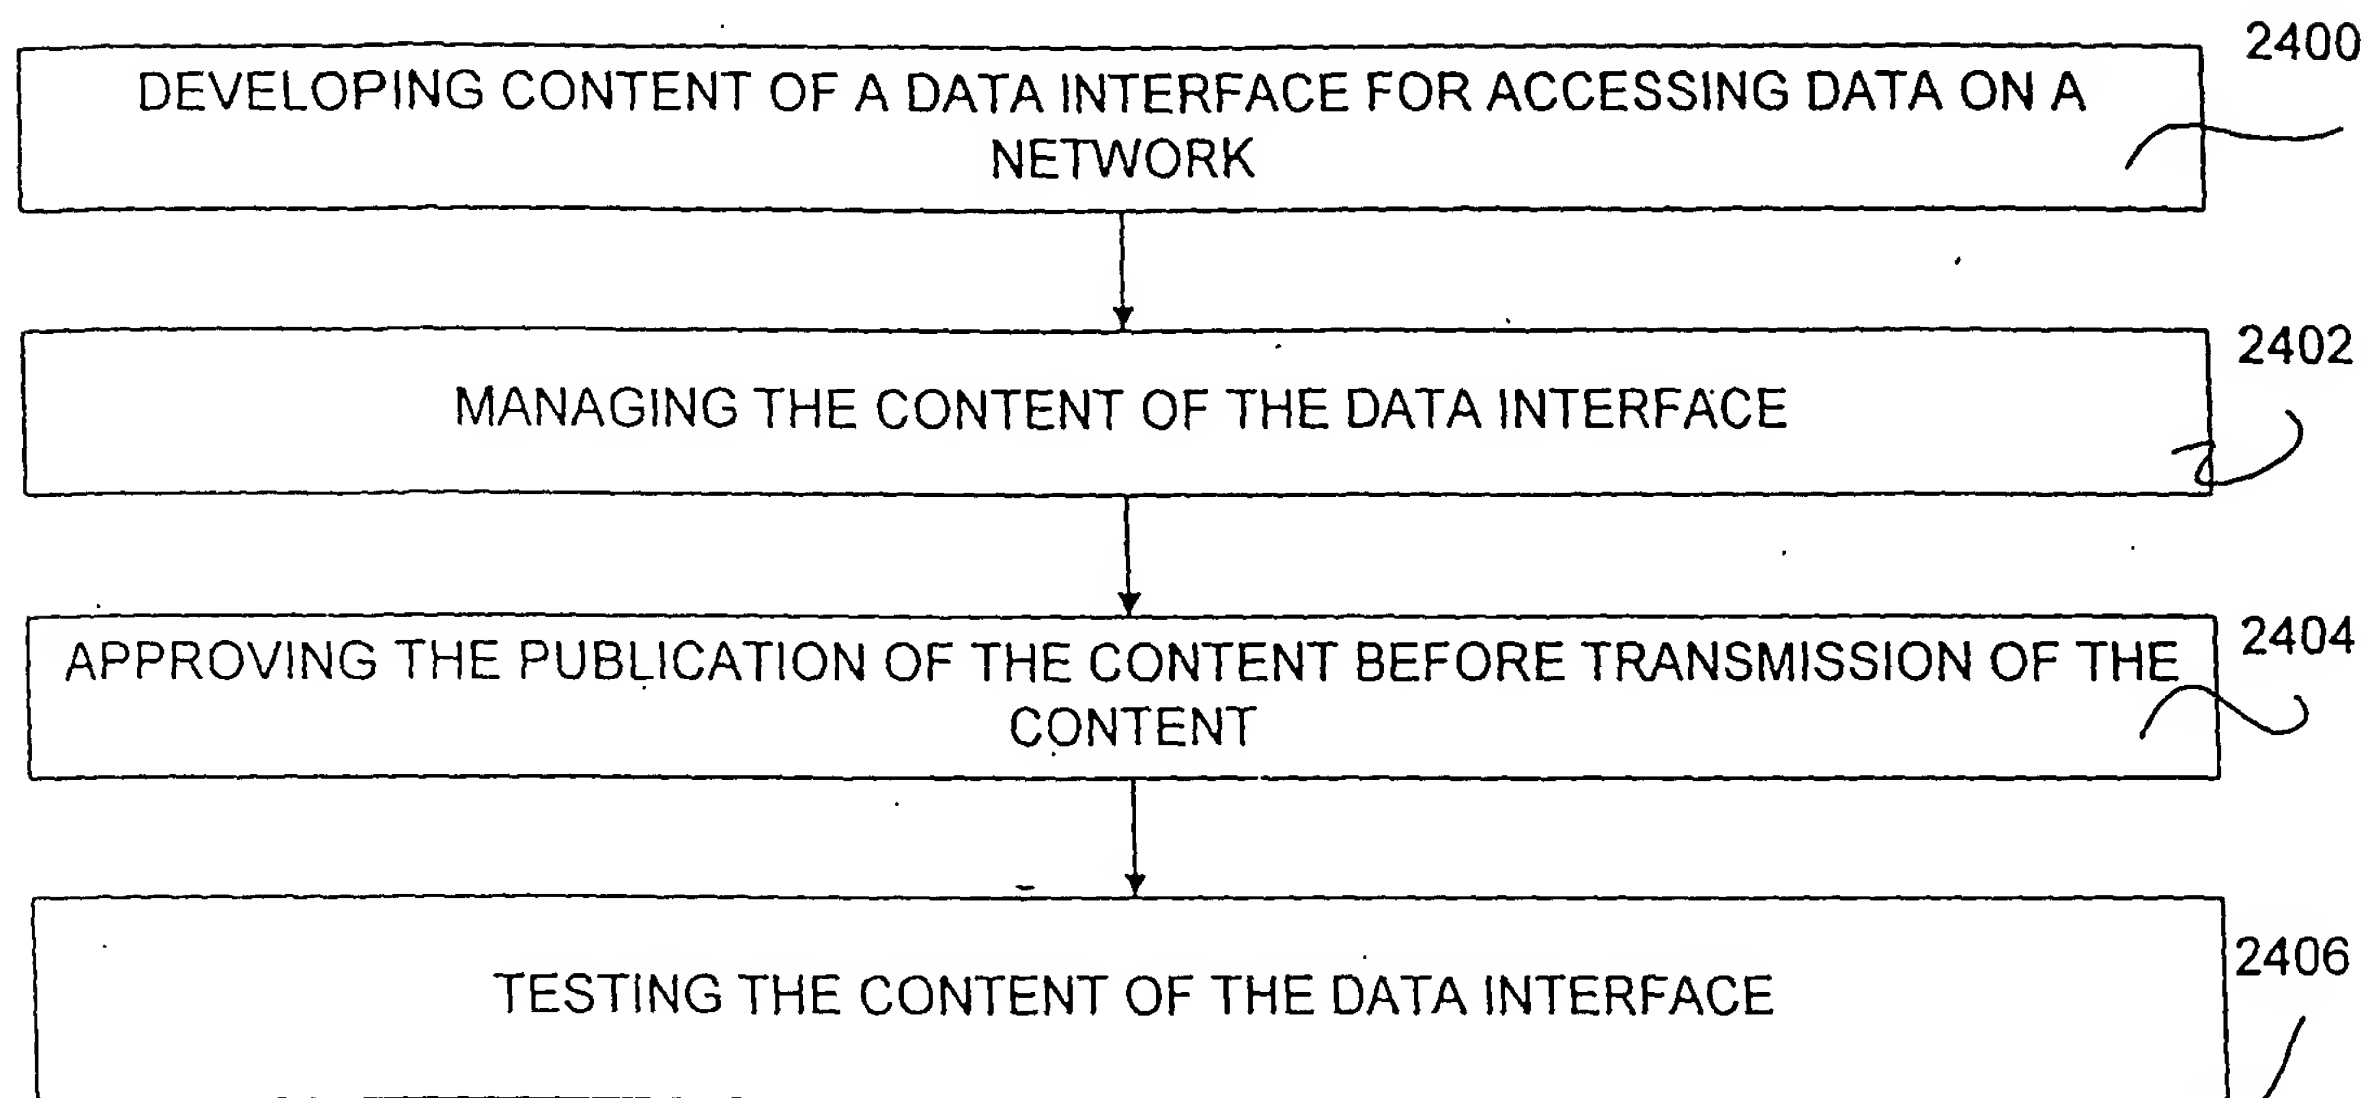 2400
DEVELOPING CONTENT OF A DATA INTERFACE FOR ACCESSING DATA ON A
NETWORK
2402
MANAGING THE CONTENT OF THE DATA INTERFACE
2404
APPROVING THE PUBLICATION OF THE CONTENT BEFORE TRANSMISSION OF THE
CONTENT
2406
TESTING THE CONTENT OF THE DATA INTERFACE